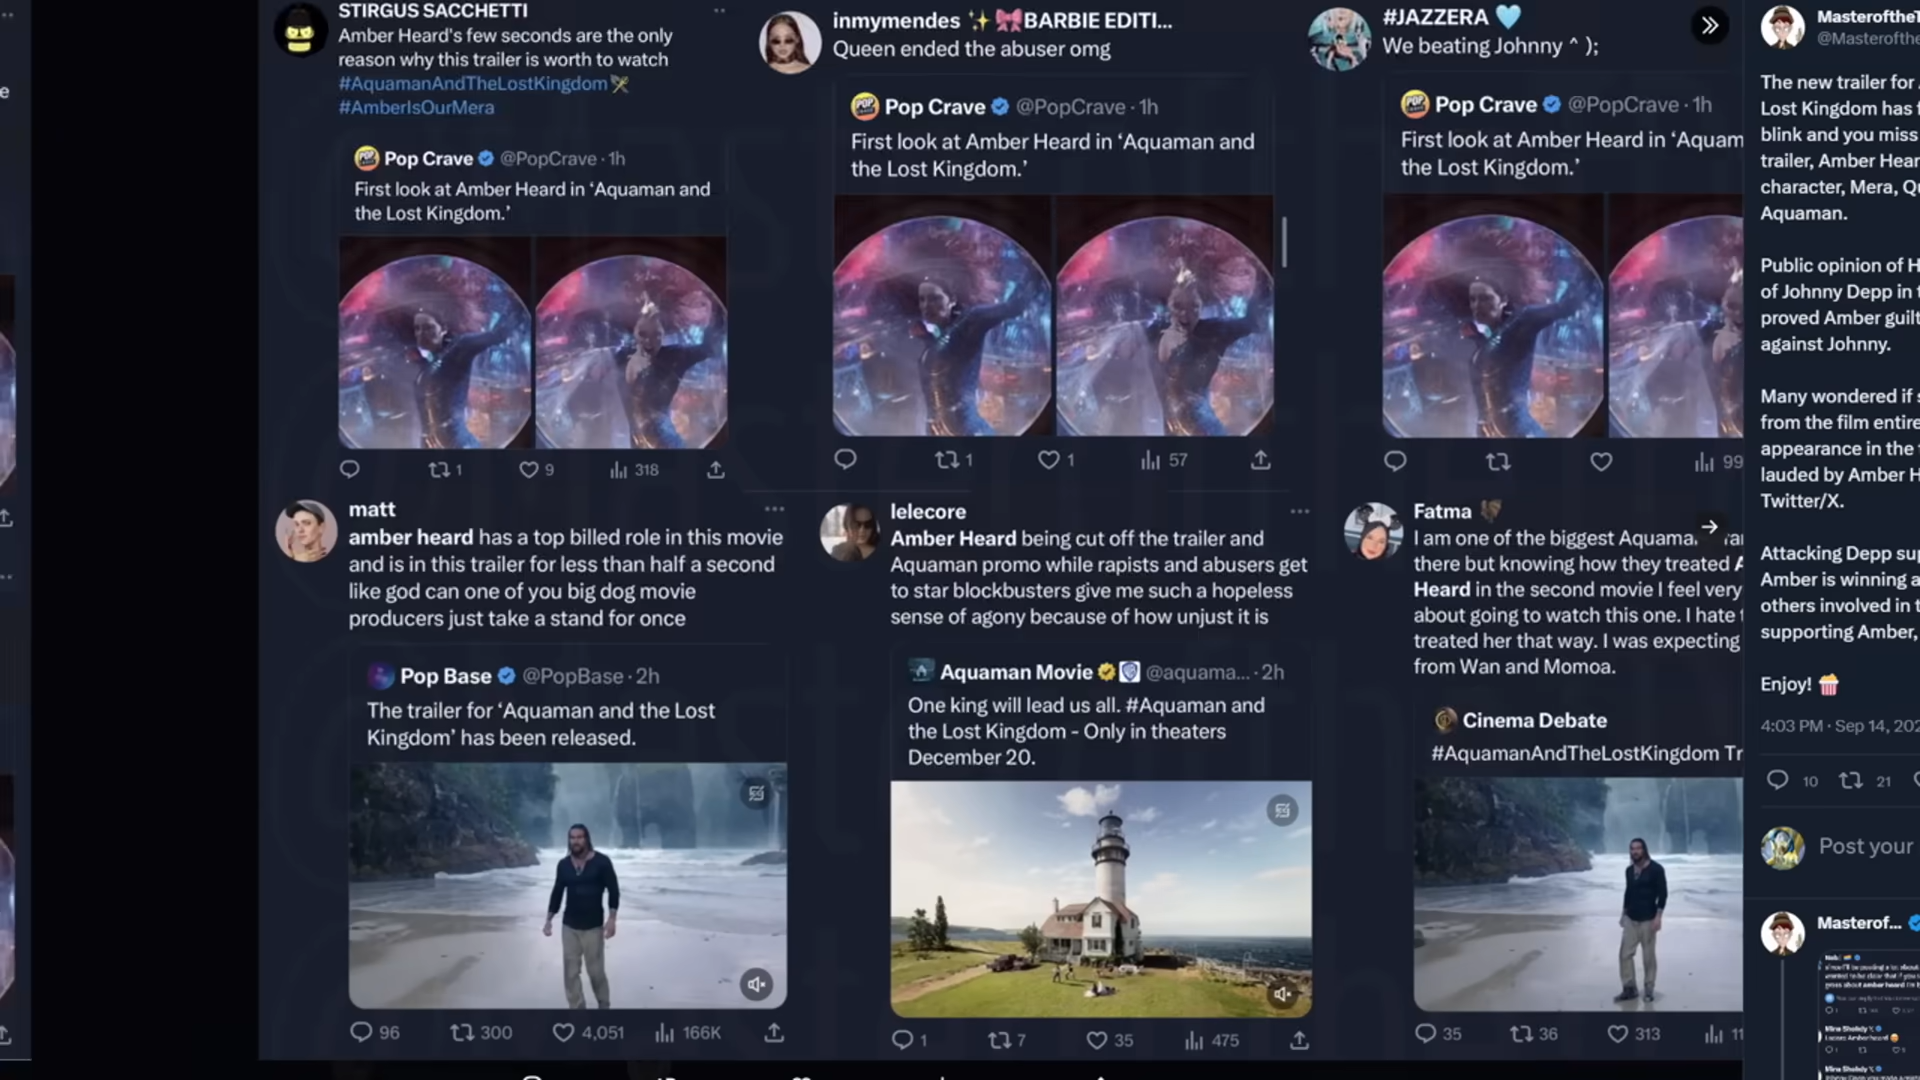 STIRGUS SACCHETTI
Amber Heard's few seconds are the only
reason why this trailer is worth to watch
#AquamanAndTheLostKingdom
#AmberIsOurMera
Pop Crave @PopCrave · 1h
First look at Amber Heard in ‘Aquaman and
the Lost Kingdom.’
1
9
318
inmymendes ✨🎀BARBIE EDITI...
Queen ended the abuser omg
Pop Crave @PopCrave · 1h
First look at Amber Heard in ‘Aquaman and
the Lost Kingdom.’
1
1
57
#JAZZERA 🩵
We beating Johnny ^ );
Pop Crave @PopCrave · 1h
First look at Amber Heard in ‘Aquam
the Lost Kingdom.’
99
matt
amber heard has a top billed role in this movie
and is in this trailer for less than half a second
like god can one of you big dog movie
producers just take a stand for once
Pop Base @PopBase · 2h
The trailer for ‘Aquaman and the Lost
Kingdom’ has been released.
96
300
4,051
166K
lelecore
Amber Heard being cut off the trailer and
Aquaman promo while rapists and abusers get
to star blockbusters give me such a hopeless
sense of agony because of how unjust it is
Aquaman Movie @aquama... · 2h
One king will lead us all. #Aquaman and
the Lost Kingdom - Only in theaters
December 20.
1
7
35
475
Fatma
I am one of the biggest Aquama
there but knowing how they treated A
Heard in the second movie I feel very
about going to watch this one. I hate
treated her that way. I was expecting
from Wan and Momoa.
Cinema Debate
#AquamanAndTheLostKingdom Tr
35
36
313
11
MasteroftheT
@Masterofthe
The new trailer for
Lost Kingdom has
blink and you miss
trailer, Amber Hear
character, Mera, Qu
Aquaman.
Public opinion of H
of Johnny Depp in t
proved Amber guilt
against Johnny.
Many wondered if s
from the film entire
appearance in the
lauded by Amber H
Twitter/X.
Attacking Depp sup
Amber is winning a
others involved in t
supporting Amber,
Enjoy! 🍿
4:03 PM · Sep 14, 202
10
21
Post your
Masterof...